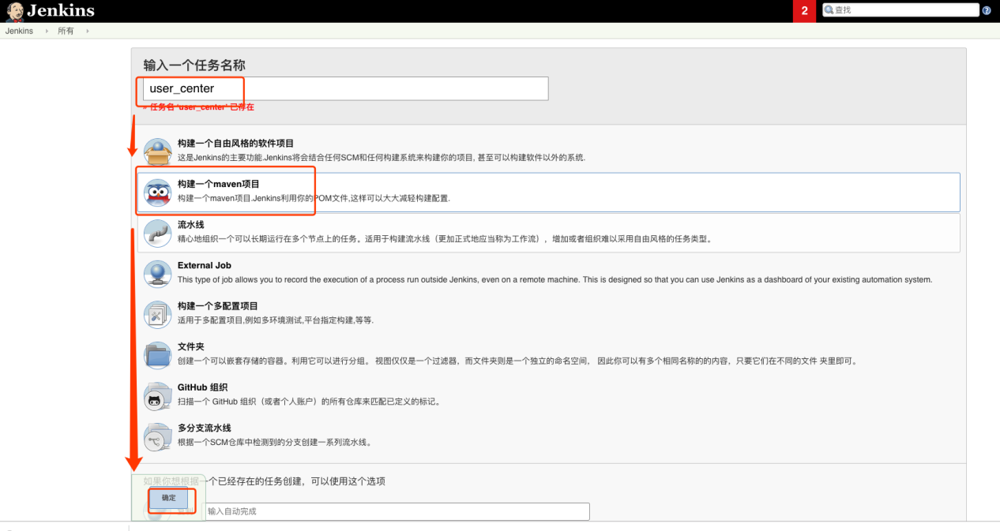 Jenkins
2
查找
Jenkins
所有
输入一个任务名称
user_center
» 任务名 'user_center' 已存在
构建一个自由风格的软件项目
这是Jenkins的主要功能.Jenkins将会结合任何SCM和任何构建系统来构建你的项目, 甚至可以构建软件以外的系统.
构建一个maven项目
构建一个maven项目.Jenkins利用你的POM文件,这样可以大大减轻构建配置.
流水线
精心地组织一个可以长期运行在多个节点上的任务。适用于构建流水线（更加正式地应当称为工作流），增加或者组织难以采用自由风格的任务类型。
External Job
This type of job allows you to record the execution of a process run outside Jenkins, even on a remote machine. This is designed so that you can use Jenkins as a dashboard of your existing automation system.
构建一个多配置项目
适用于多配置项目,例如多环境测试,平台指定构建,等等.
文件夹
创建一个可以嵌套存储的容器。利用它可以进行分组。 视图仅仅是一个过滤器，而文件夹则是一个独立的命名空间， 因此你可以有多个相同名称的的内容，只要它们在不同的文件 夹里即可。
GitHub 组织
扫描一个 GitHub 组织（或者个人账户）的所有仓库来匹配已定义的标记。
多分支流水线
根据一个SCM仓库中检测到的分支创建一系列流水线。
如果你想根据一个已经存在的任务创建，可以使用这个选项
确定
输入自动完成